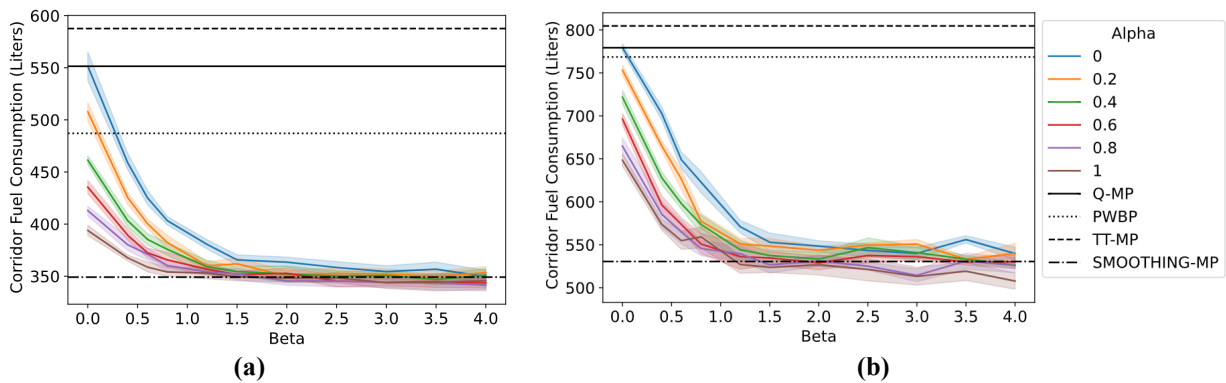 Corridor Fuel Consumption (Liters)
600
550
500
450
400
350
0.0 0.5 1.0 1.5 2.0 2.5 3.0 3.5 4.0
Beta
(a)
Corridor Fuel Consumption (Liters)
800
750
700
650
600
550
500
0.0 0.5 1.0 1.5 2.0 2.5 3.0 3.5 4.0
Beta
(b)
Alpha
0
0.2
0.4
0.6
0.8
1
Q-MP
PWBP
TT-MP
SMOOTHING-MP